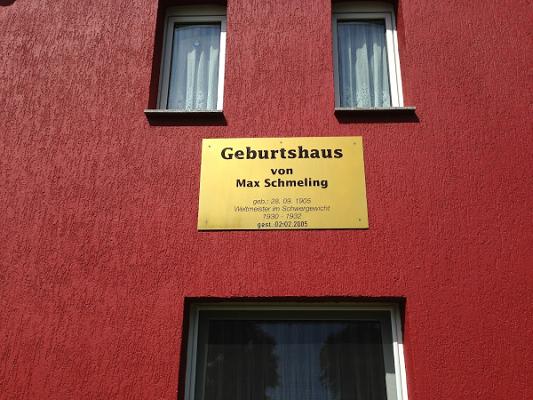 Geburtshaus
von
Max Schmeling
geb.: 28. 09. 1905
Weltmeister im Schwergewicht
1930 - 1932
gest. 02.02.2005